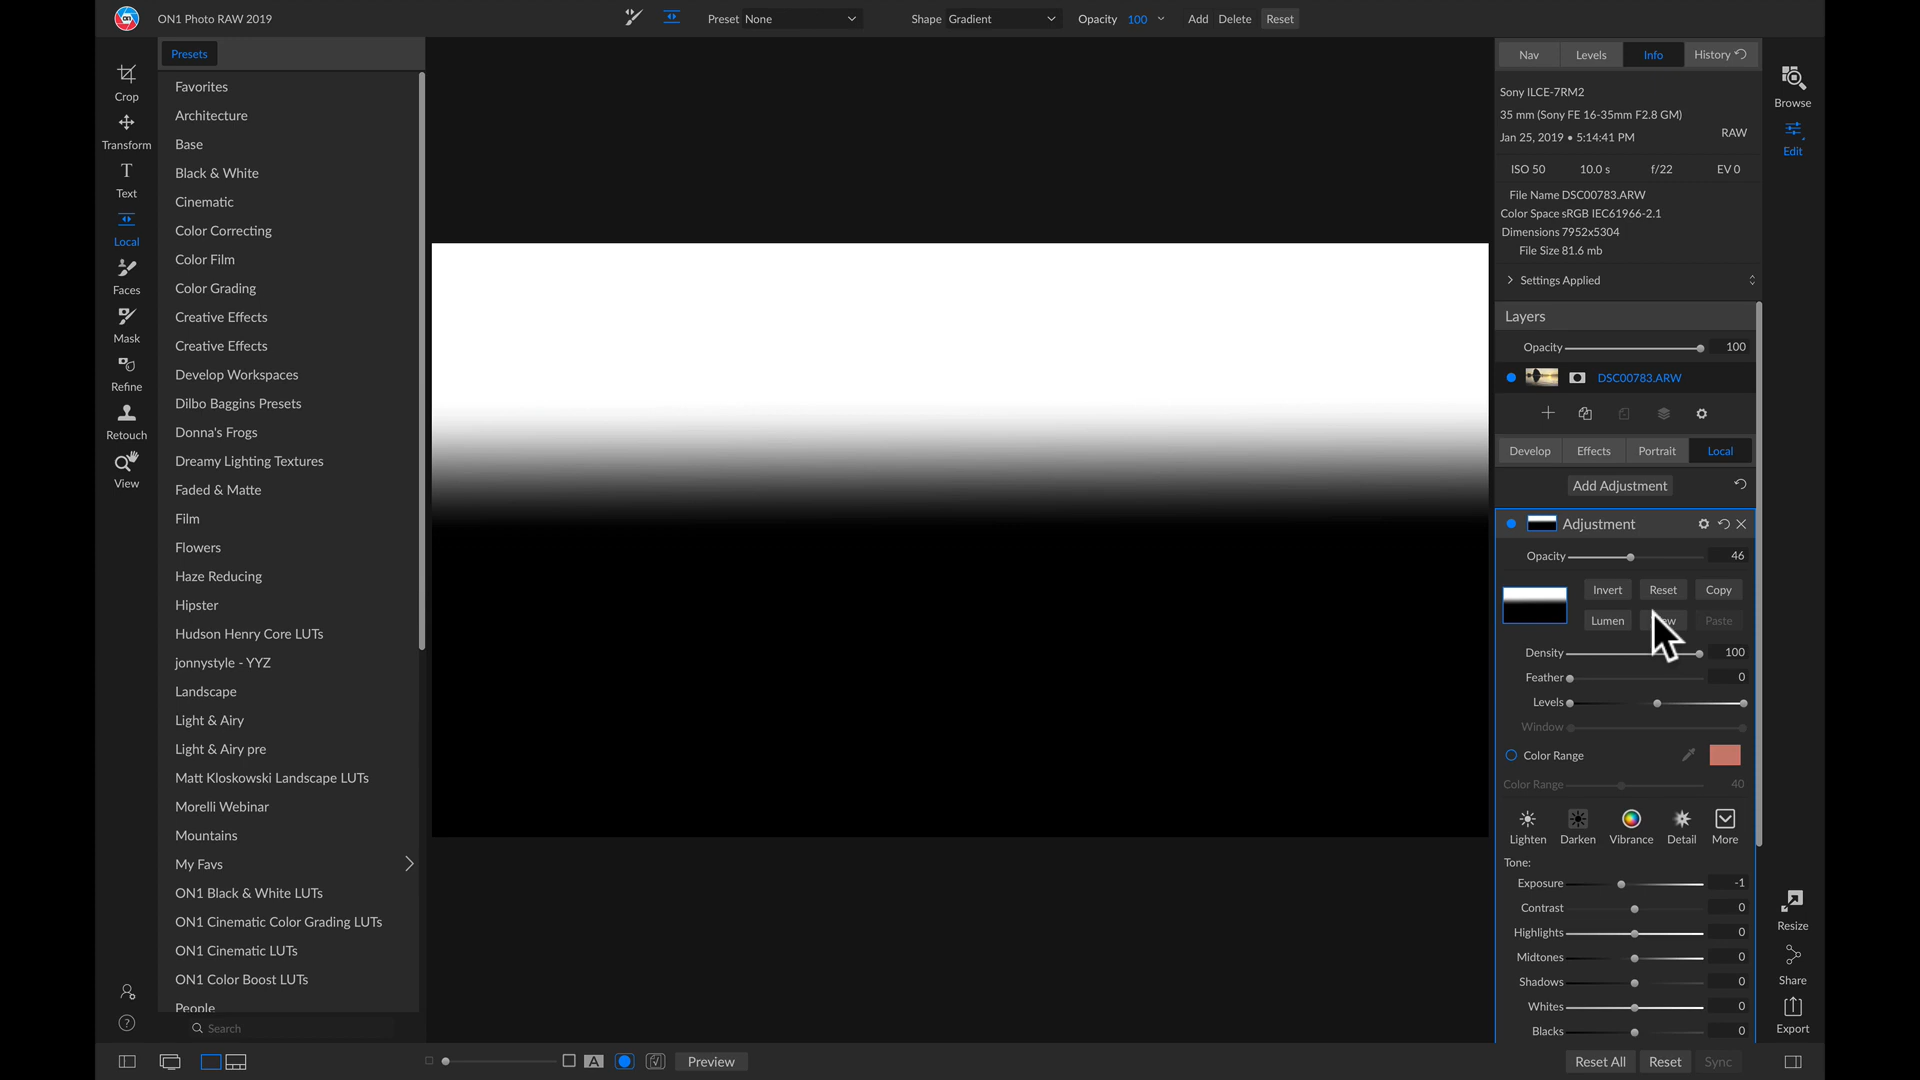 ON1 Photo RAW 2019
Preset None
Shape Gradient
Opacity 100
Add Delete Reset
Presets
Favorites
Architecture
Base
Black & White
Cinematic
Color Correcting
Color Film
Color Grading
Creative Effects
Creative Effects
Develop Workspaces
Dilbo Baggins Presets
Donna's Frogs
Dreamy Lighting Textures
Faded & Matte
Film
Flowers
Haze Reducing
Hipster
Hudson Henry Core LUTs
jonnystyle - YYZ
Landscape
Light & Airy
Light & Airy pre
Matt Kloskowski Landscape LUTs
Morelli Webinar
Mountains
My Favs
ON1 Black & White LUTs
ON1 Cinematic Color Grading LUTs
ON1 Cinematic LUTs
ON1 Color Boost LUTs
People
Search
Crop
Transform
Text
Local
Faces
Mask
Refine
Retouch
View
Nav Levels Info History
Sony ILCE-7RM2
35 mm (Sony FE 16-35mm F2.8 GM)
Jan 25, 2019 • 5:14:41 PM RAW
ISO 50 10.0 s f/22 EV 0
File Name DSC00783.ARW
Color Space sRGB IEC61966-2.1
Dimensions 7952x5304
File Size 81.6 mb
Settings Applied
Layers
Opacity 100
DSC00783.ARW
Develop Effects Portrait Local
Add Adjustment
Adjustment
Opacity 46
Invert Reset Copy
Lumen Paste
Density 100
Feather 0
Levels
Window
Color Range
Color Range 40
Lighten Darken Vibrance Detail More
Tone:
Exposure -1
Contrast 0
Highlights 0
Midtones 0
Shadows 0
Whites 0
Blacks 0
Browse
Edit
Resize
Share
Export
A
Preview
Reset All Reset Sync